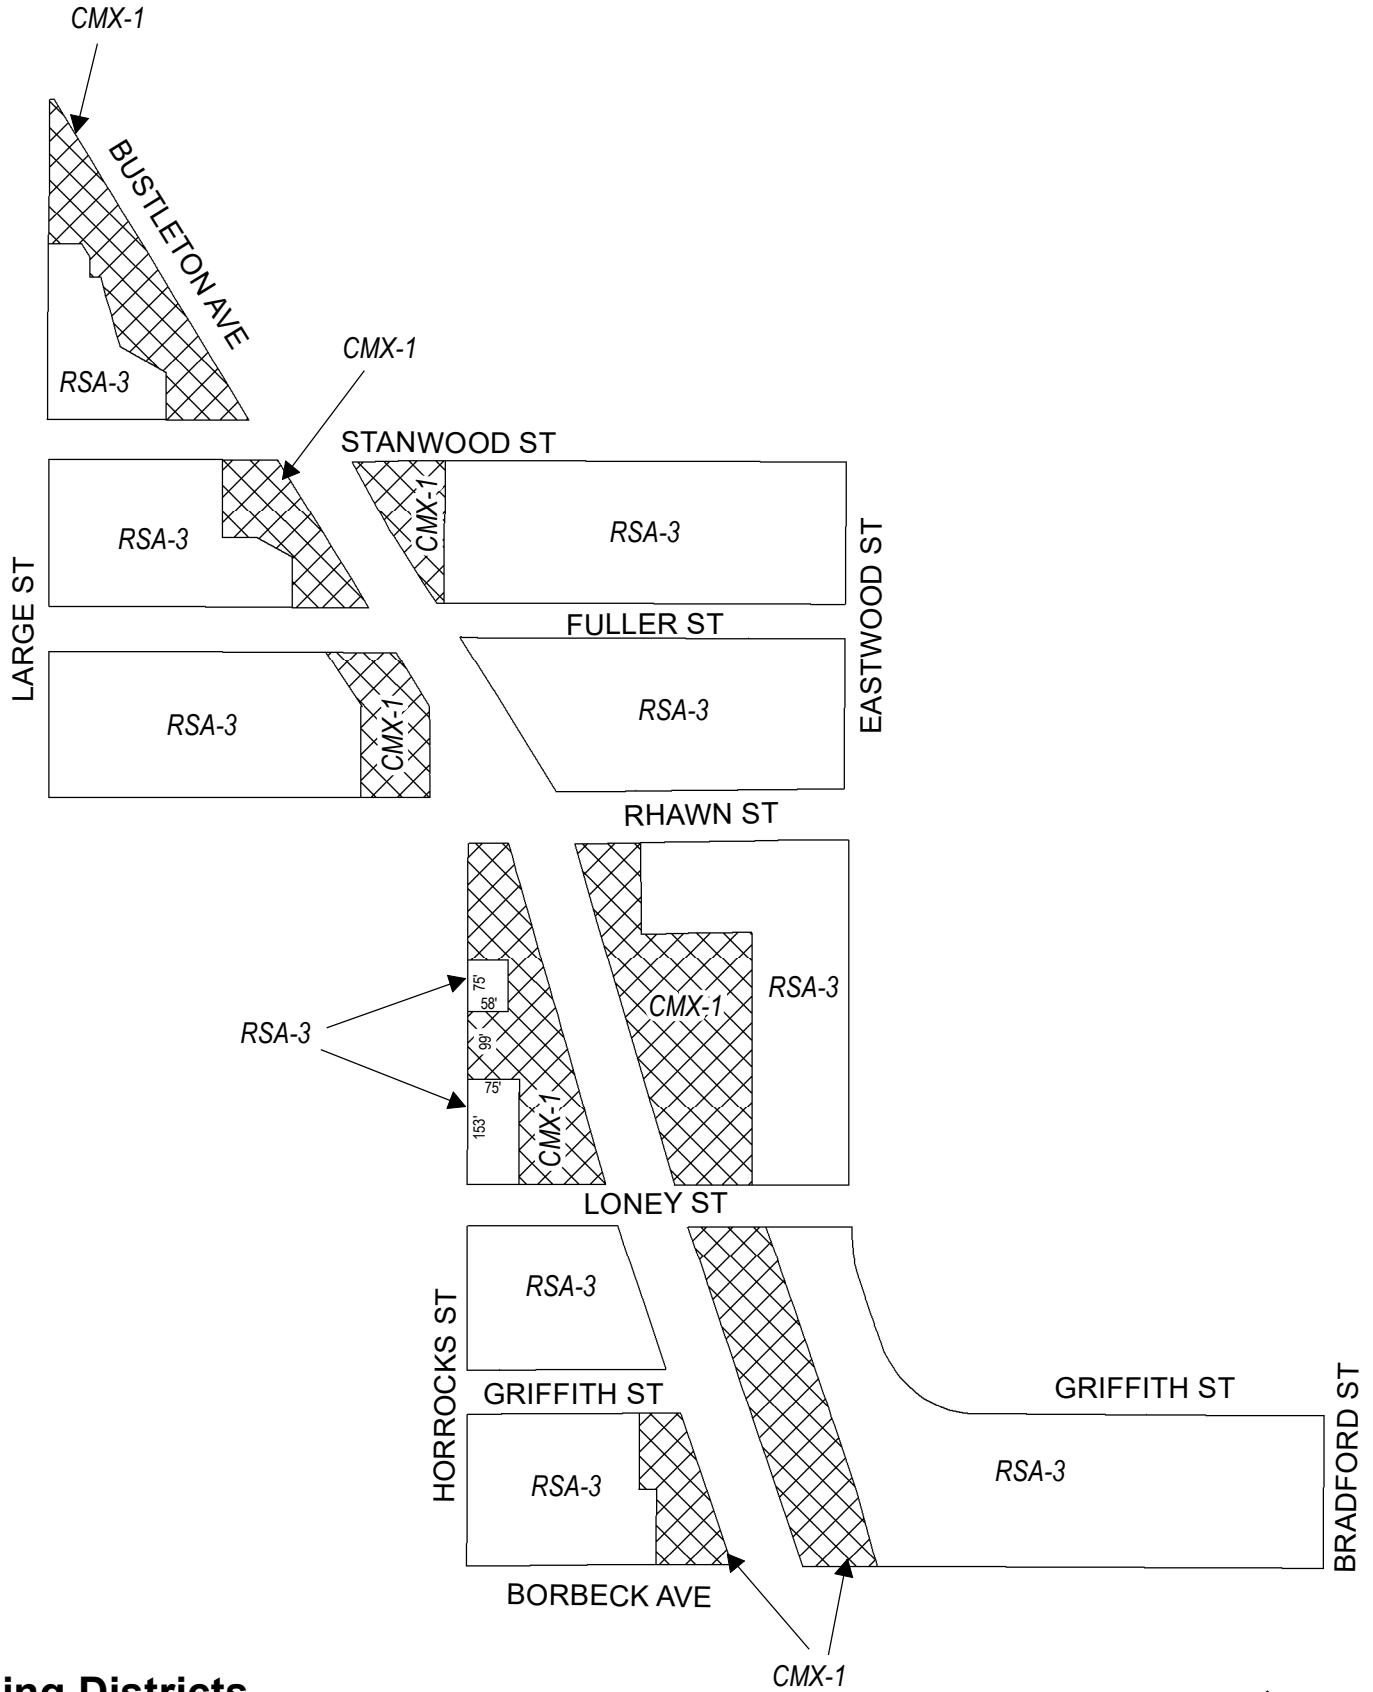 CMX-1
BUSTLETON AVE
CMX-1
RSA-3
STANWOOD ST
CMX-1
RSA-3
RSA-3
LARGE ST
EASTWOOD ST
FULLER ST
RSA-3
RSA-3
CMX-1
RHAWN ST
75'
58'
RSA-3
CMX-1
RSA-3
99'
75'
153'
CMX-1
LONEY ST
RSA-3
HORROCKS ST
GRIFFITH ST
GRIFFITH ST
BRADFORD ST
RSA-3
RSA-3
BORBECK AVE
CMX-1
ing Districts